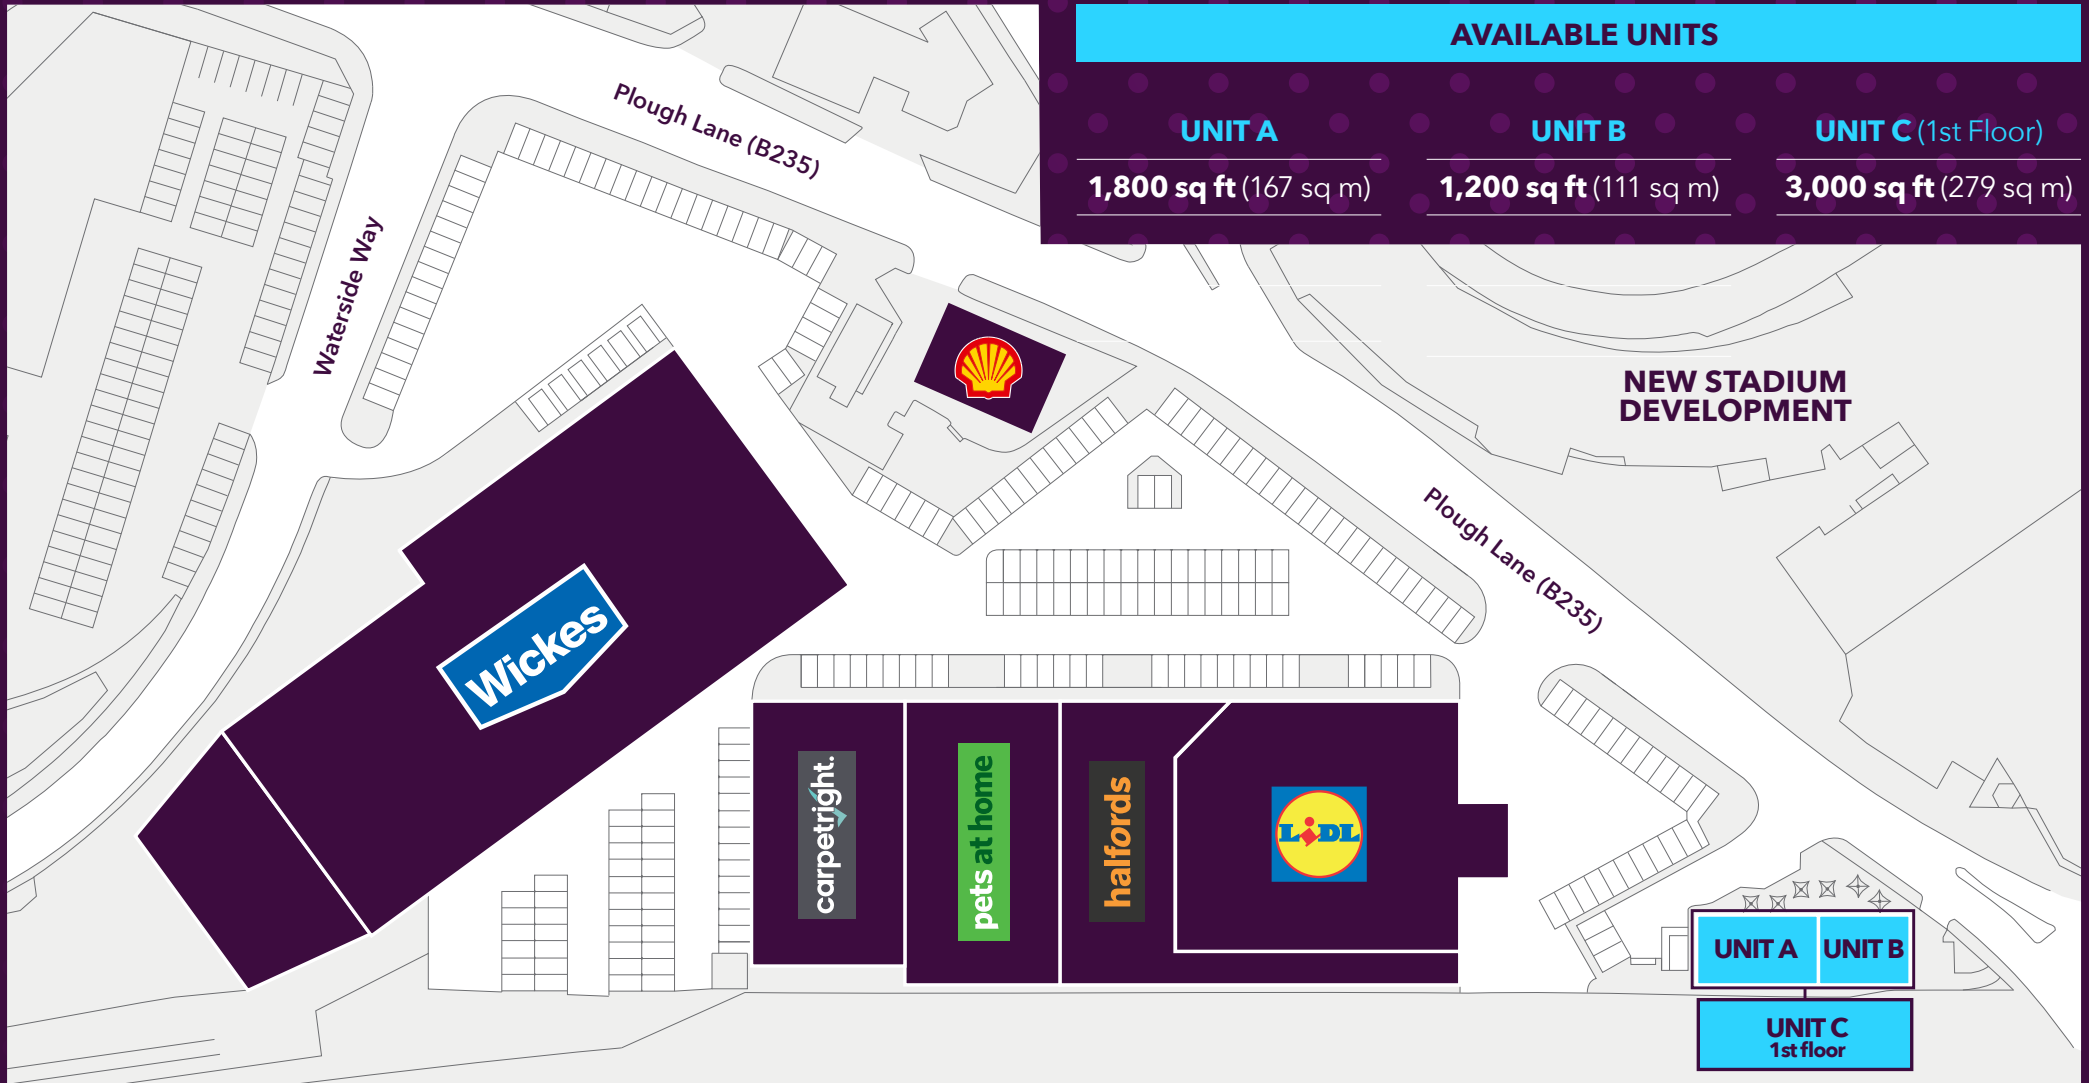 AVAILABLE UNITS
UNIT A
1,800 sq ft (167 sq m)
UNIT B
1,200 sq ft (111 sq m)
UNIT C (1st Floor)
3,000 sq ft (279 sq m)
Plough Lane (B235)
Waterside Way
NEW STADIUM
DEVELOPMENT
Plough Lane (B235)
Wickes
carpetright.
pets at home
halfords
LIDL
UNIT A
UNIT B
UNIT C
1st floor